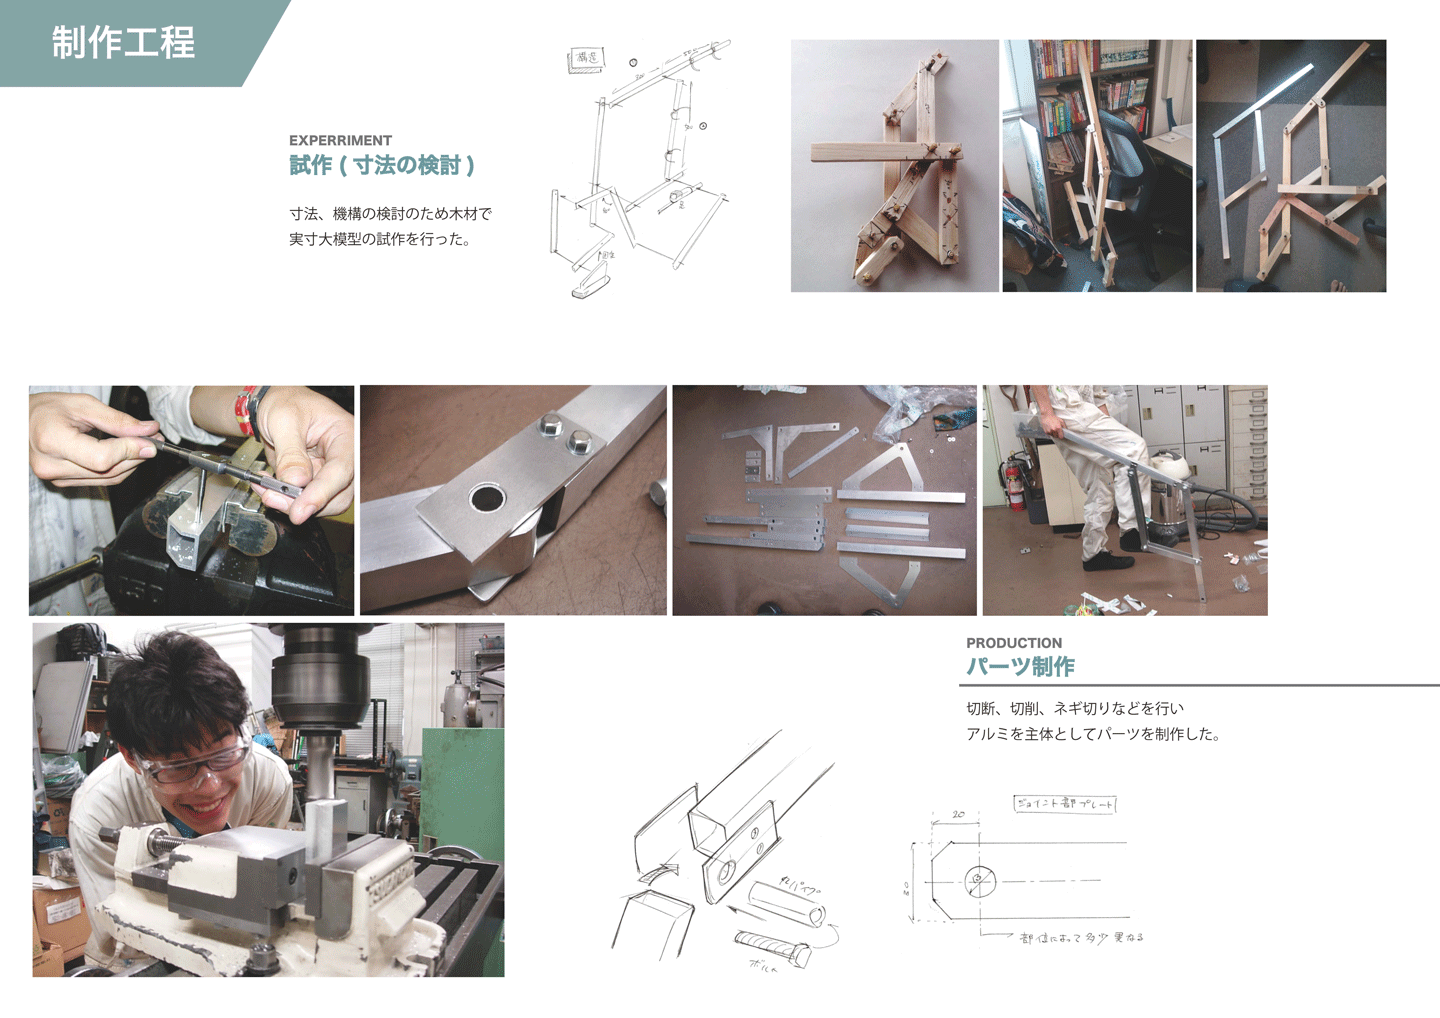 制作工程
EXPERRIMENT
試作 ( 寸法の検討 )
寸法、機構の検討のため木材で
実寸大模型の試作を行った。
構造
固定
PRODUCTION
パーツ制作
切断、切削、ネギ切りなどを行い
アルミを主体としてパーツを制作した。
ジョイント部プレート
20
20
部位によって多少異なる
パイプ
ボルト